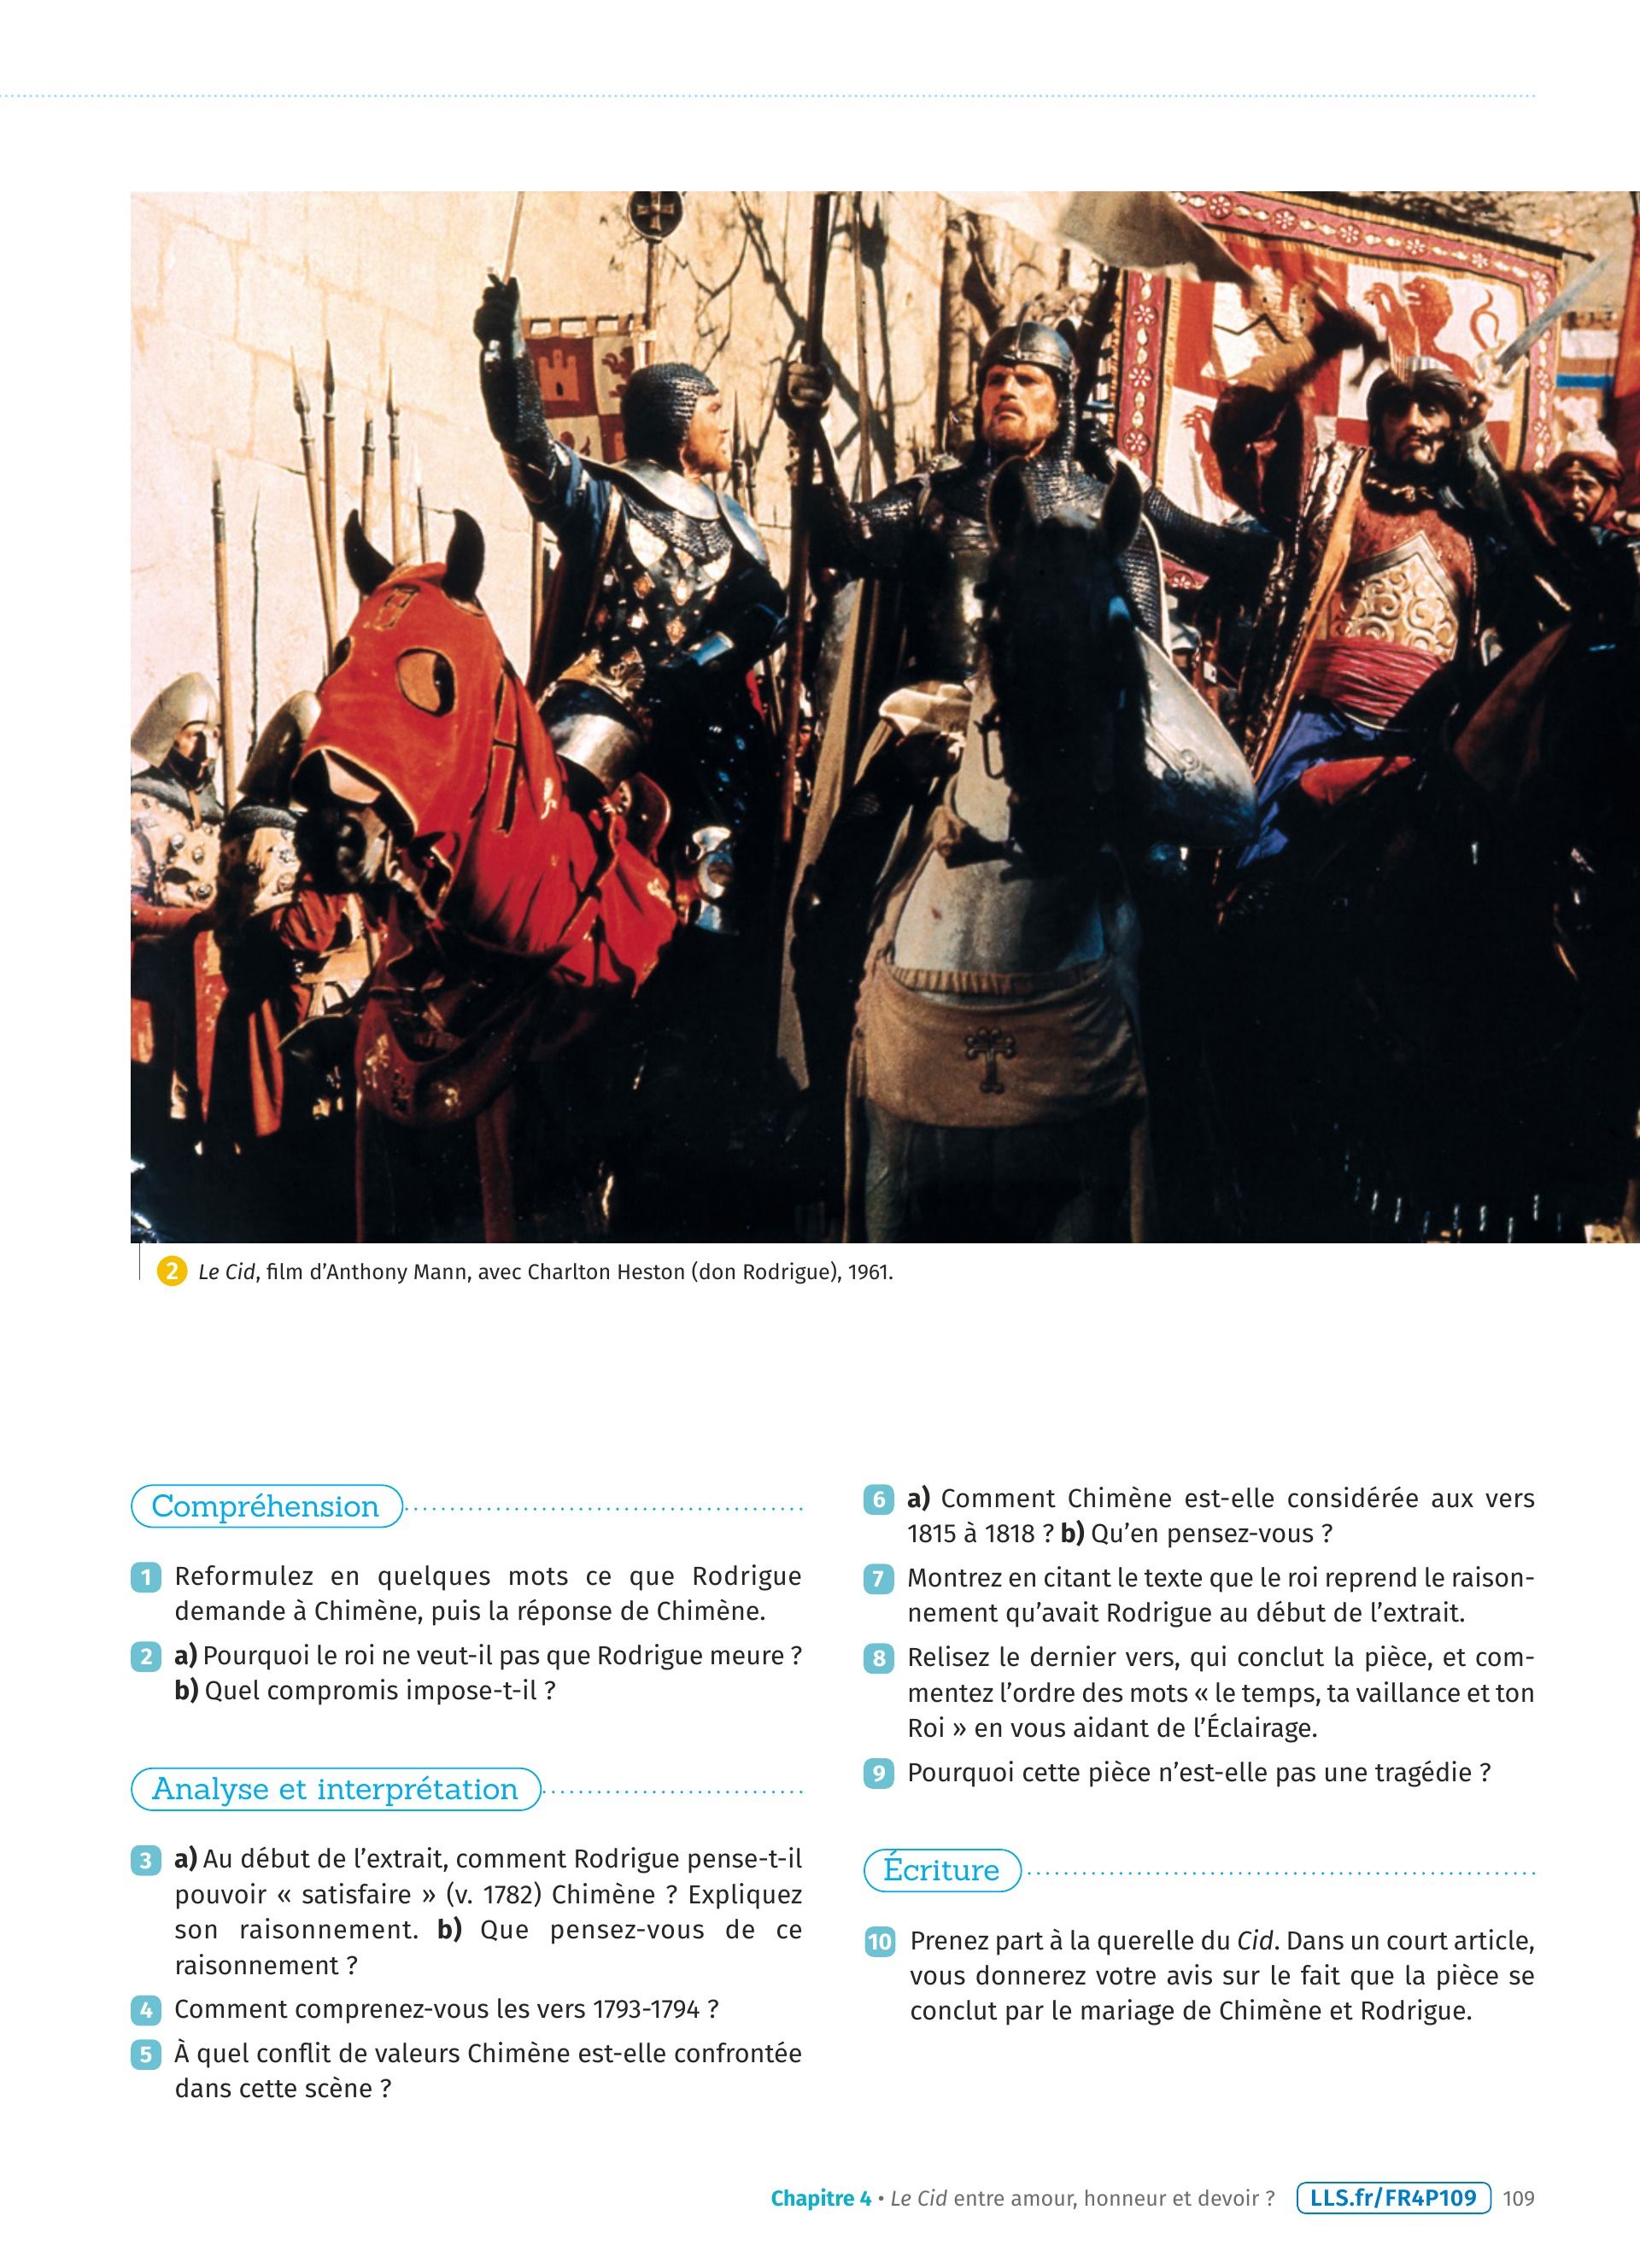 2 Le Cid, film d’Anthony Mann, avec Charlton Heston (don Rodrigue), 1961.
Compréhension
1 Reformulez en quelques mots ce que Rodrigue
demande à Chimène, puis la réponse de Chimène.
2 a) Pourquoi le roi ne veut-il pas que Rodrigue meure ?
b) Quel compromis impose-t-il ?
Analyse et interprétation
3 a) Au début de l’extrait, comment Rodrigue pense-t-il
pouvoir « satisfaire » (v. 1782) Chimène ? Expliquez
son raisonnement. b) Que pensez-vous de ce
raisonnement ?
4 Comment comprenez-vous les vers 1793-1794 ?
5 À quel conflit de valeurs Chimène est-elle confrontée
dans cette scène ?
6 a) Comment Chimène est-elle considérée aux vers
1815 à 1818 ? b) Qu’en pensez-vous ?
7 Montrez en citant le texte que le roi reprend le raison-
nement qu’avait Rodrigue au début de l’extrait.
8 Relisez le dernier vers, qui conclut la pièce, et com-
mentez l’ordre des mots « le temps, ta vaillance et ton
Roi » en vous aidant de l’Éclairage.
9 Pourquoi cette pièce n’est-elle pas une tragédie ?
Écriture
10 Prenez part à la querelle du Cid. Dans un court article,
vous donnerez votre avis sur le fait que la pièce se
conclut par le mariage de Chimène et Rodrigue.
Chapitre 4 • Le Cid entre amour, honneur et devoir ? LLS.fr/FR4P109 109